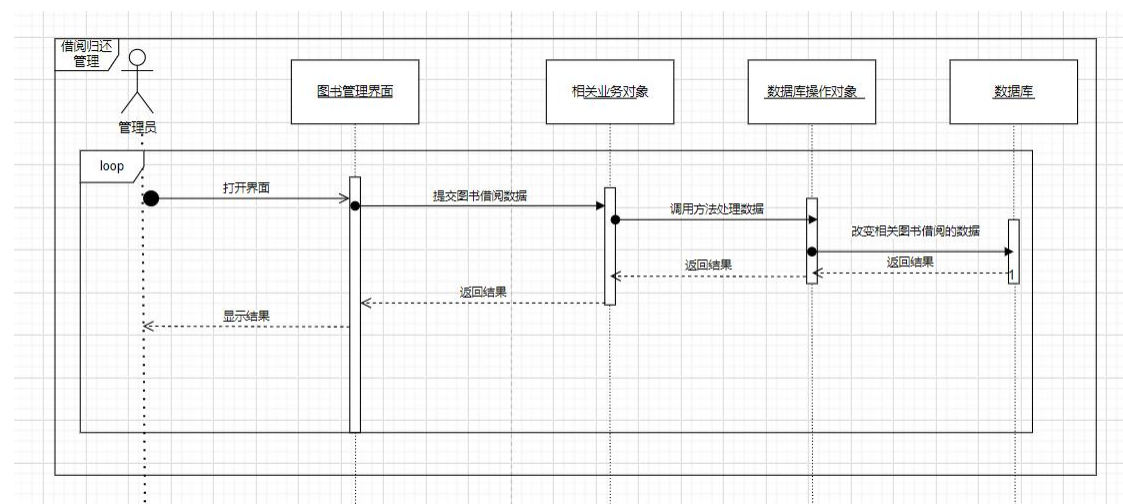 借阅归还
管理
管理员
图书管理界面
相关业务对象
数据库操作对象
数据库
loop
打开界面
提交图书借阅数据
调用方法处理数据
改变相关图书借阅的数据
返回结果
返回结果
返回结果
显示结果